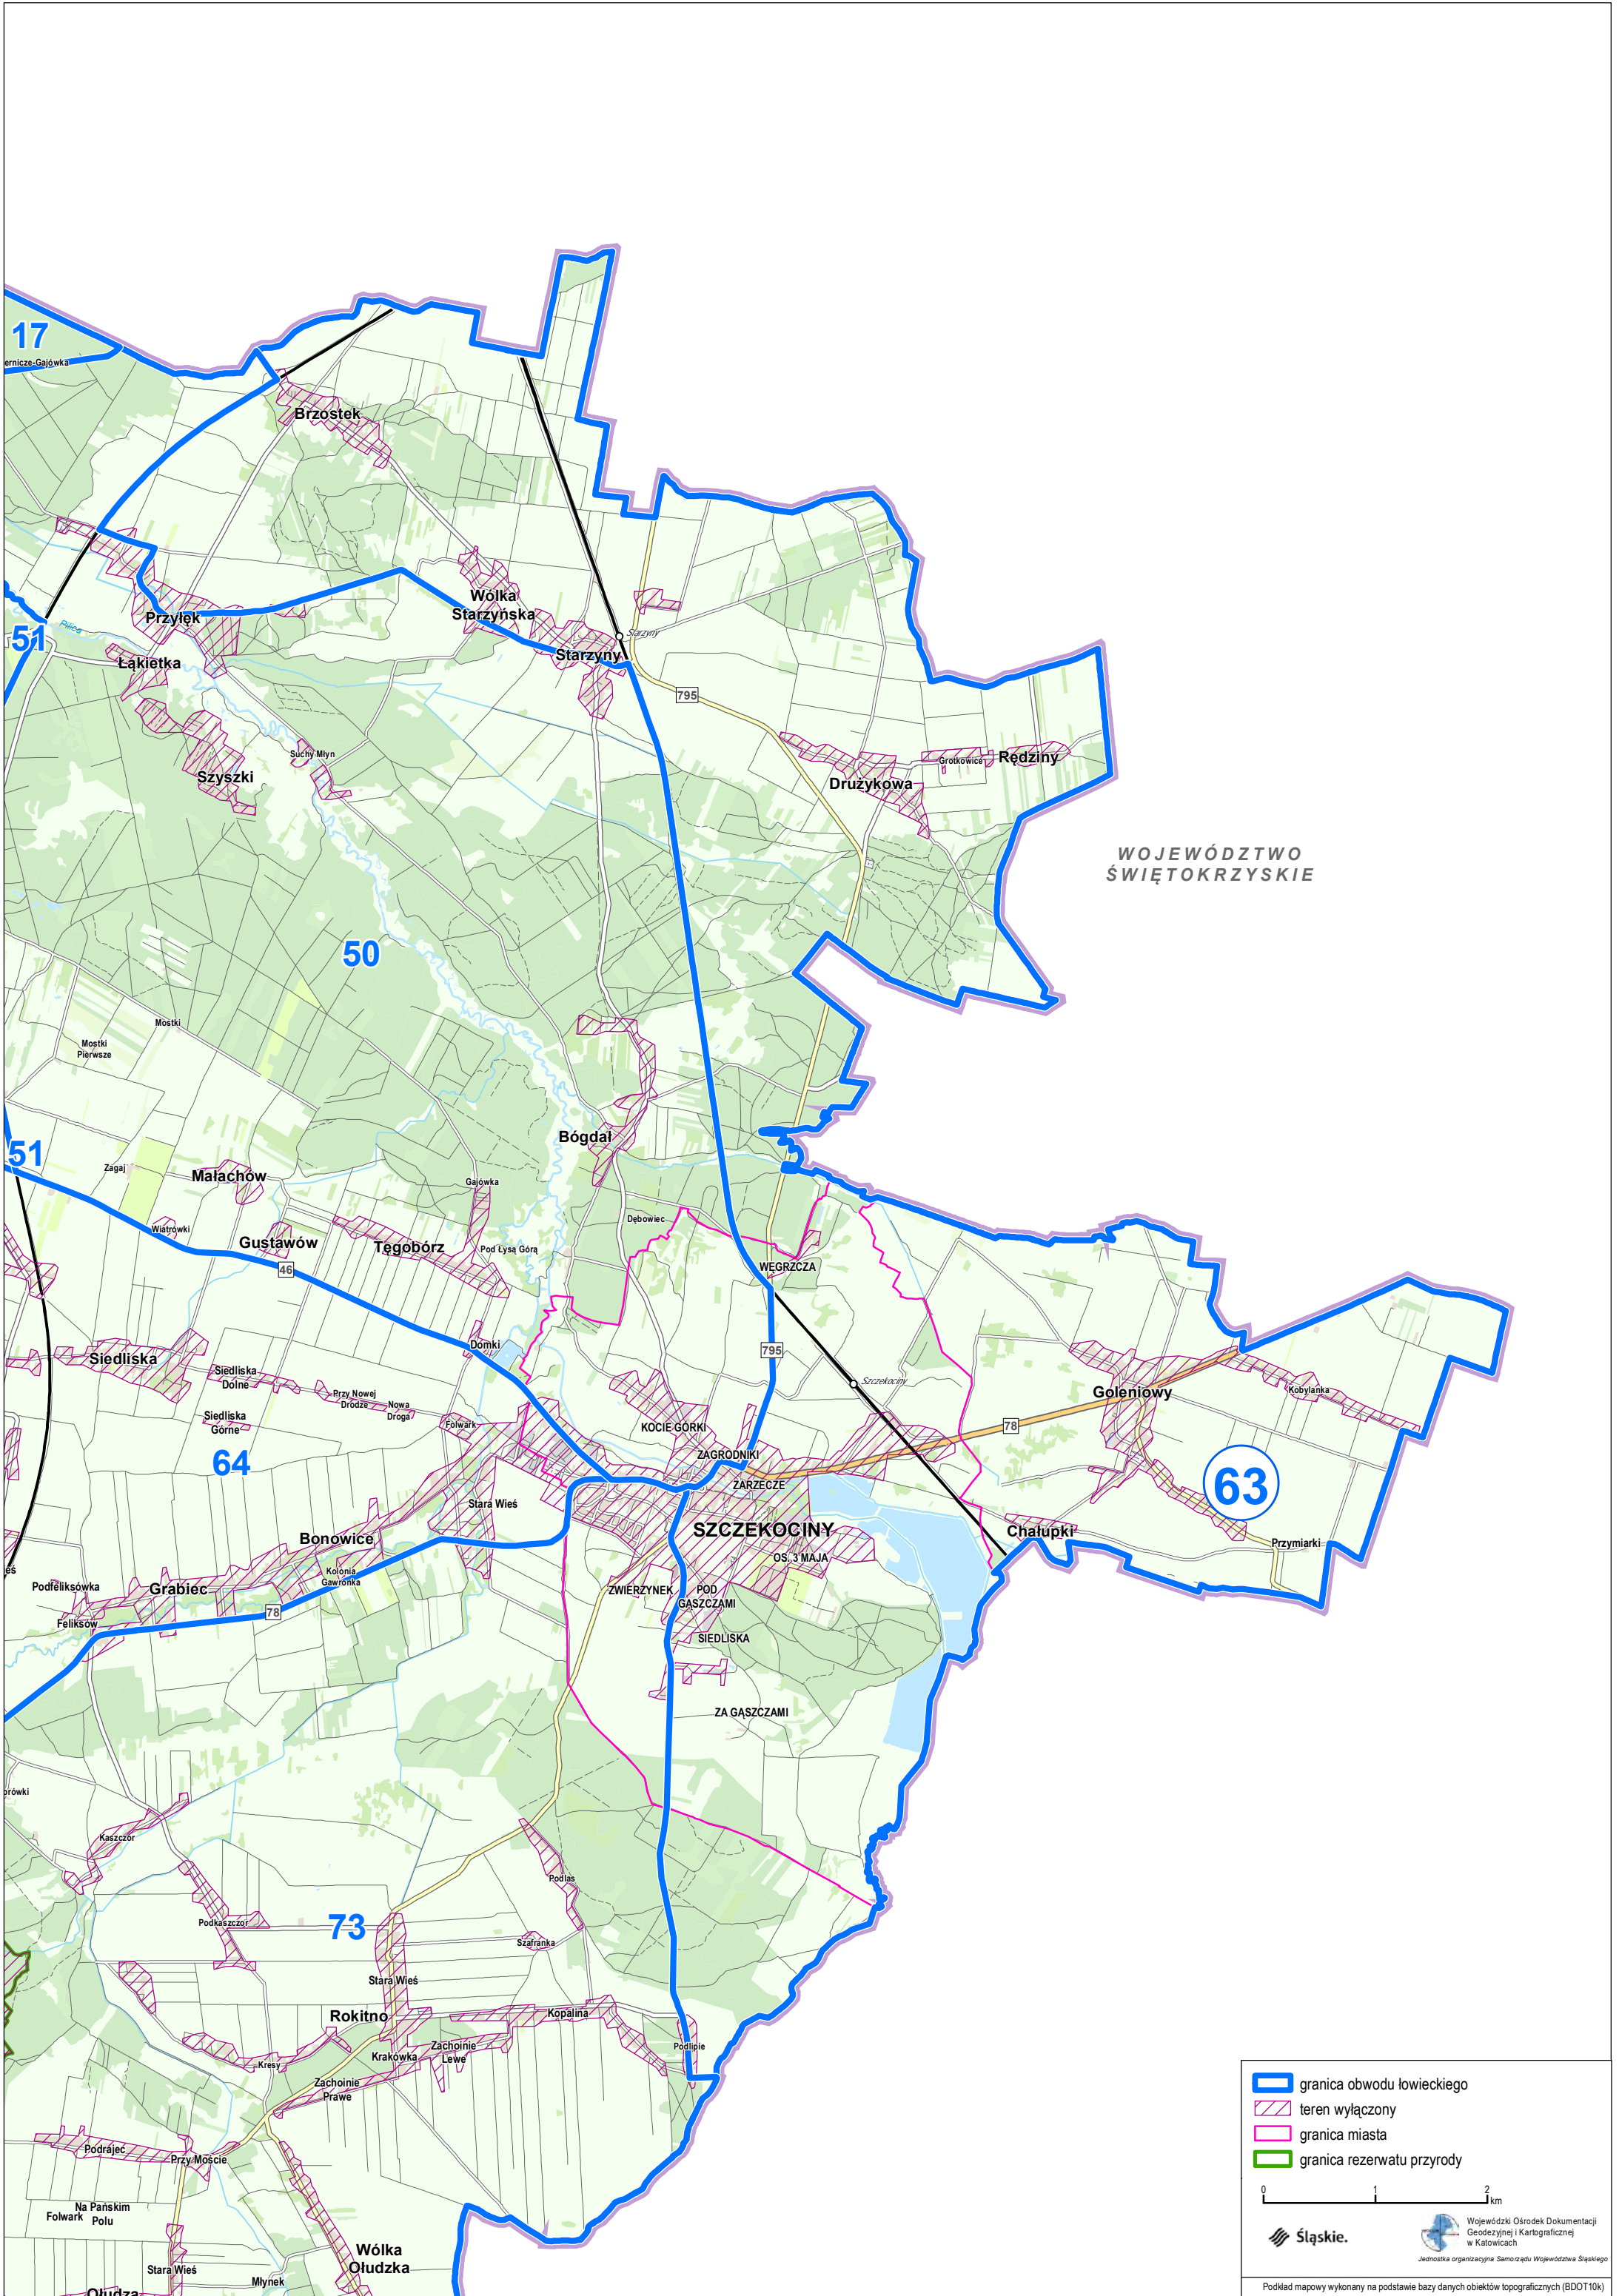 17
ernicze-Gajówka
Brzostek
Przyłęk
Pilica
51
Łąkietka
Wólka
Starzyńska
Starzyny
Starzyny
795
Szyszki
Suchy Młyn
Drużykowa
Grotkowice
Rędziny
WOJEWÓDZTWO
ŚWIĘTOKRZYSKIE
50
Mostki
Mostki
Pierwsze
Bógdał
51
Zagaj
Małachów
Gajówka
Wiatrówki
Gustawów
46
Tęgobórz
Pod Łysą Górą
Dębowiec
WĘGRZCZA
Domki
795
Szczekociny
Siedliska
Siedliska
Dolne
Przy Nowej
Drodze
Nowa
Droga
Siedliska
Górne
Folwark
64
KOCIE GÓRKI
ZAGRODNIKI
ZARZECZE
78
Goleniowy
Kobylanka
63
Stara Wieś
SZCZEKOCINY
OS. 3 MAJA
Chałupki
Przymiarki
Bonowice
Kolonia
Gawronka
Podfeliksówka
Grabiec
Feliksów
78
ZWIERZYNEK
POD
GĄSZCZAMI
SIEDLISKA
ZA GĄSZCZAMI
orówki
Kaszczor
Podlas
Podkaszczor
73
Szafranka
Stara Wieś
Rokitno
Kopalina
Krakówka
Zachoinie
Lewe
Podlipie
Kresy
Zachoinie
Prawe
Podrajec
Przy Moście
Na Pańskim
Polu
Folwark
Stara Wieś
Wólka
Ołudzka
Młynek
Ołudza
granica obwodu łowieckiego
teren wyłączony
granica miasta
granica rezerwatu przyrody
0 1 2
km
Śląskie.
Wojewódzki Ośrodek Dokumentacji
Geodezyjnej i Kartograficznej
w Katowicach
Jednostka organizacyjna Samorządu Województwa Śląskiego
Podkład mapowy wykonany na podstawie bazy danych obiektów topograficznych (BDOT10k)